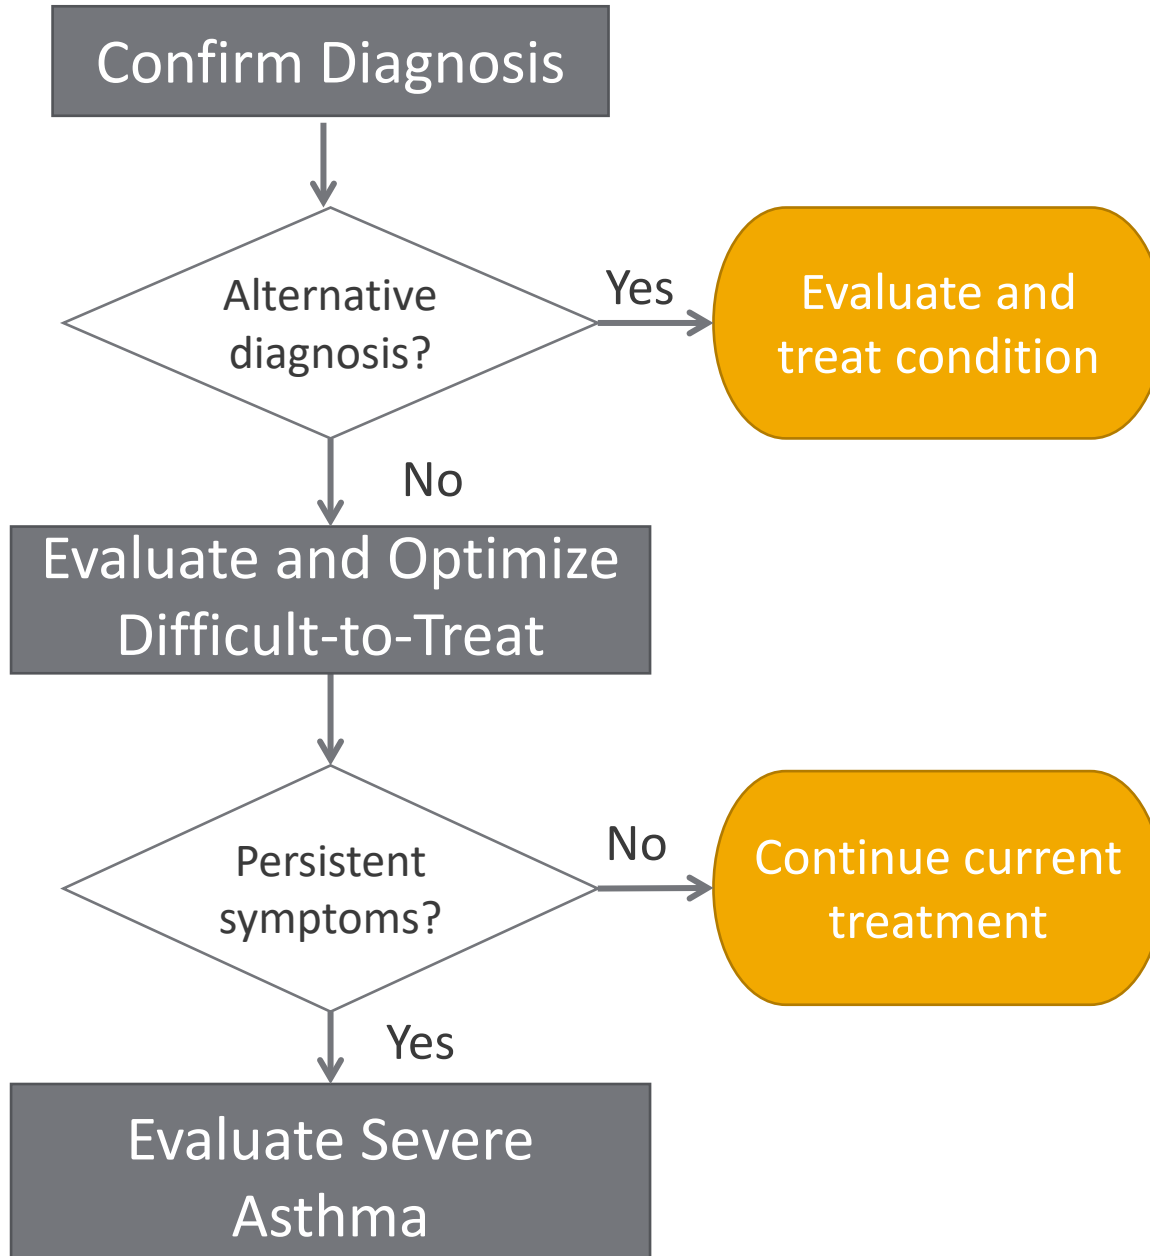 Confirm Diagnosis
Alternative
diagnosis?
Yes
Evaluate and
treat condition
No
Evaluate and Optimize
Difficult-to-Treat
Persistent
symptoms?
No
Continue current
treatment
Yes
Evaluate Severe
Asthma